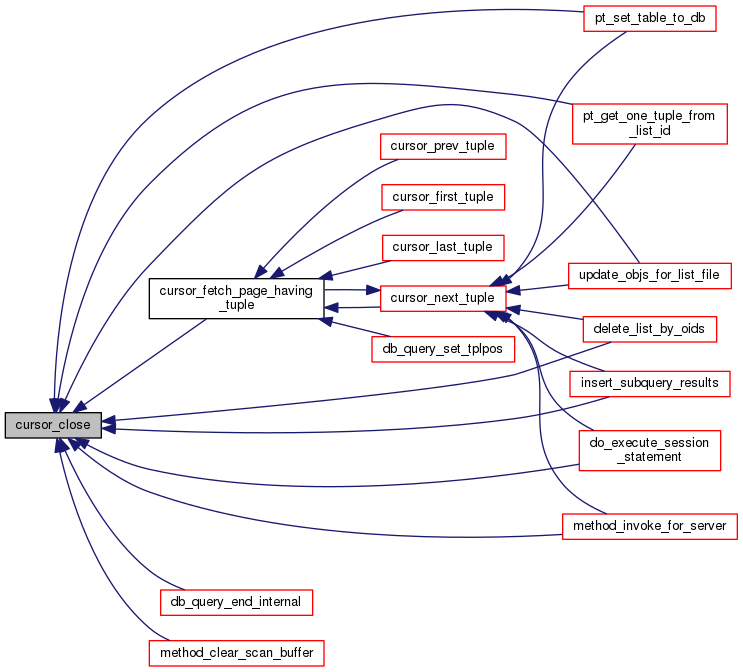 pt_set_table_to_db
pt_get_one_tuple_from
_list_id
cursor_prev_tuple
cursor_first_tuple
cursor_last_tuple
cursor_fetch_page_having
_tuple
cursor_next_tuple
update_objs_for_list_file
delete_list_by_oids
db_query_set_tplpos
insert_subquery_results
cursor_close
do_execute_session
_statement
method_invoke_for_server
db_query_end_internal
method_clear_scan_buffer